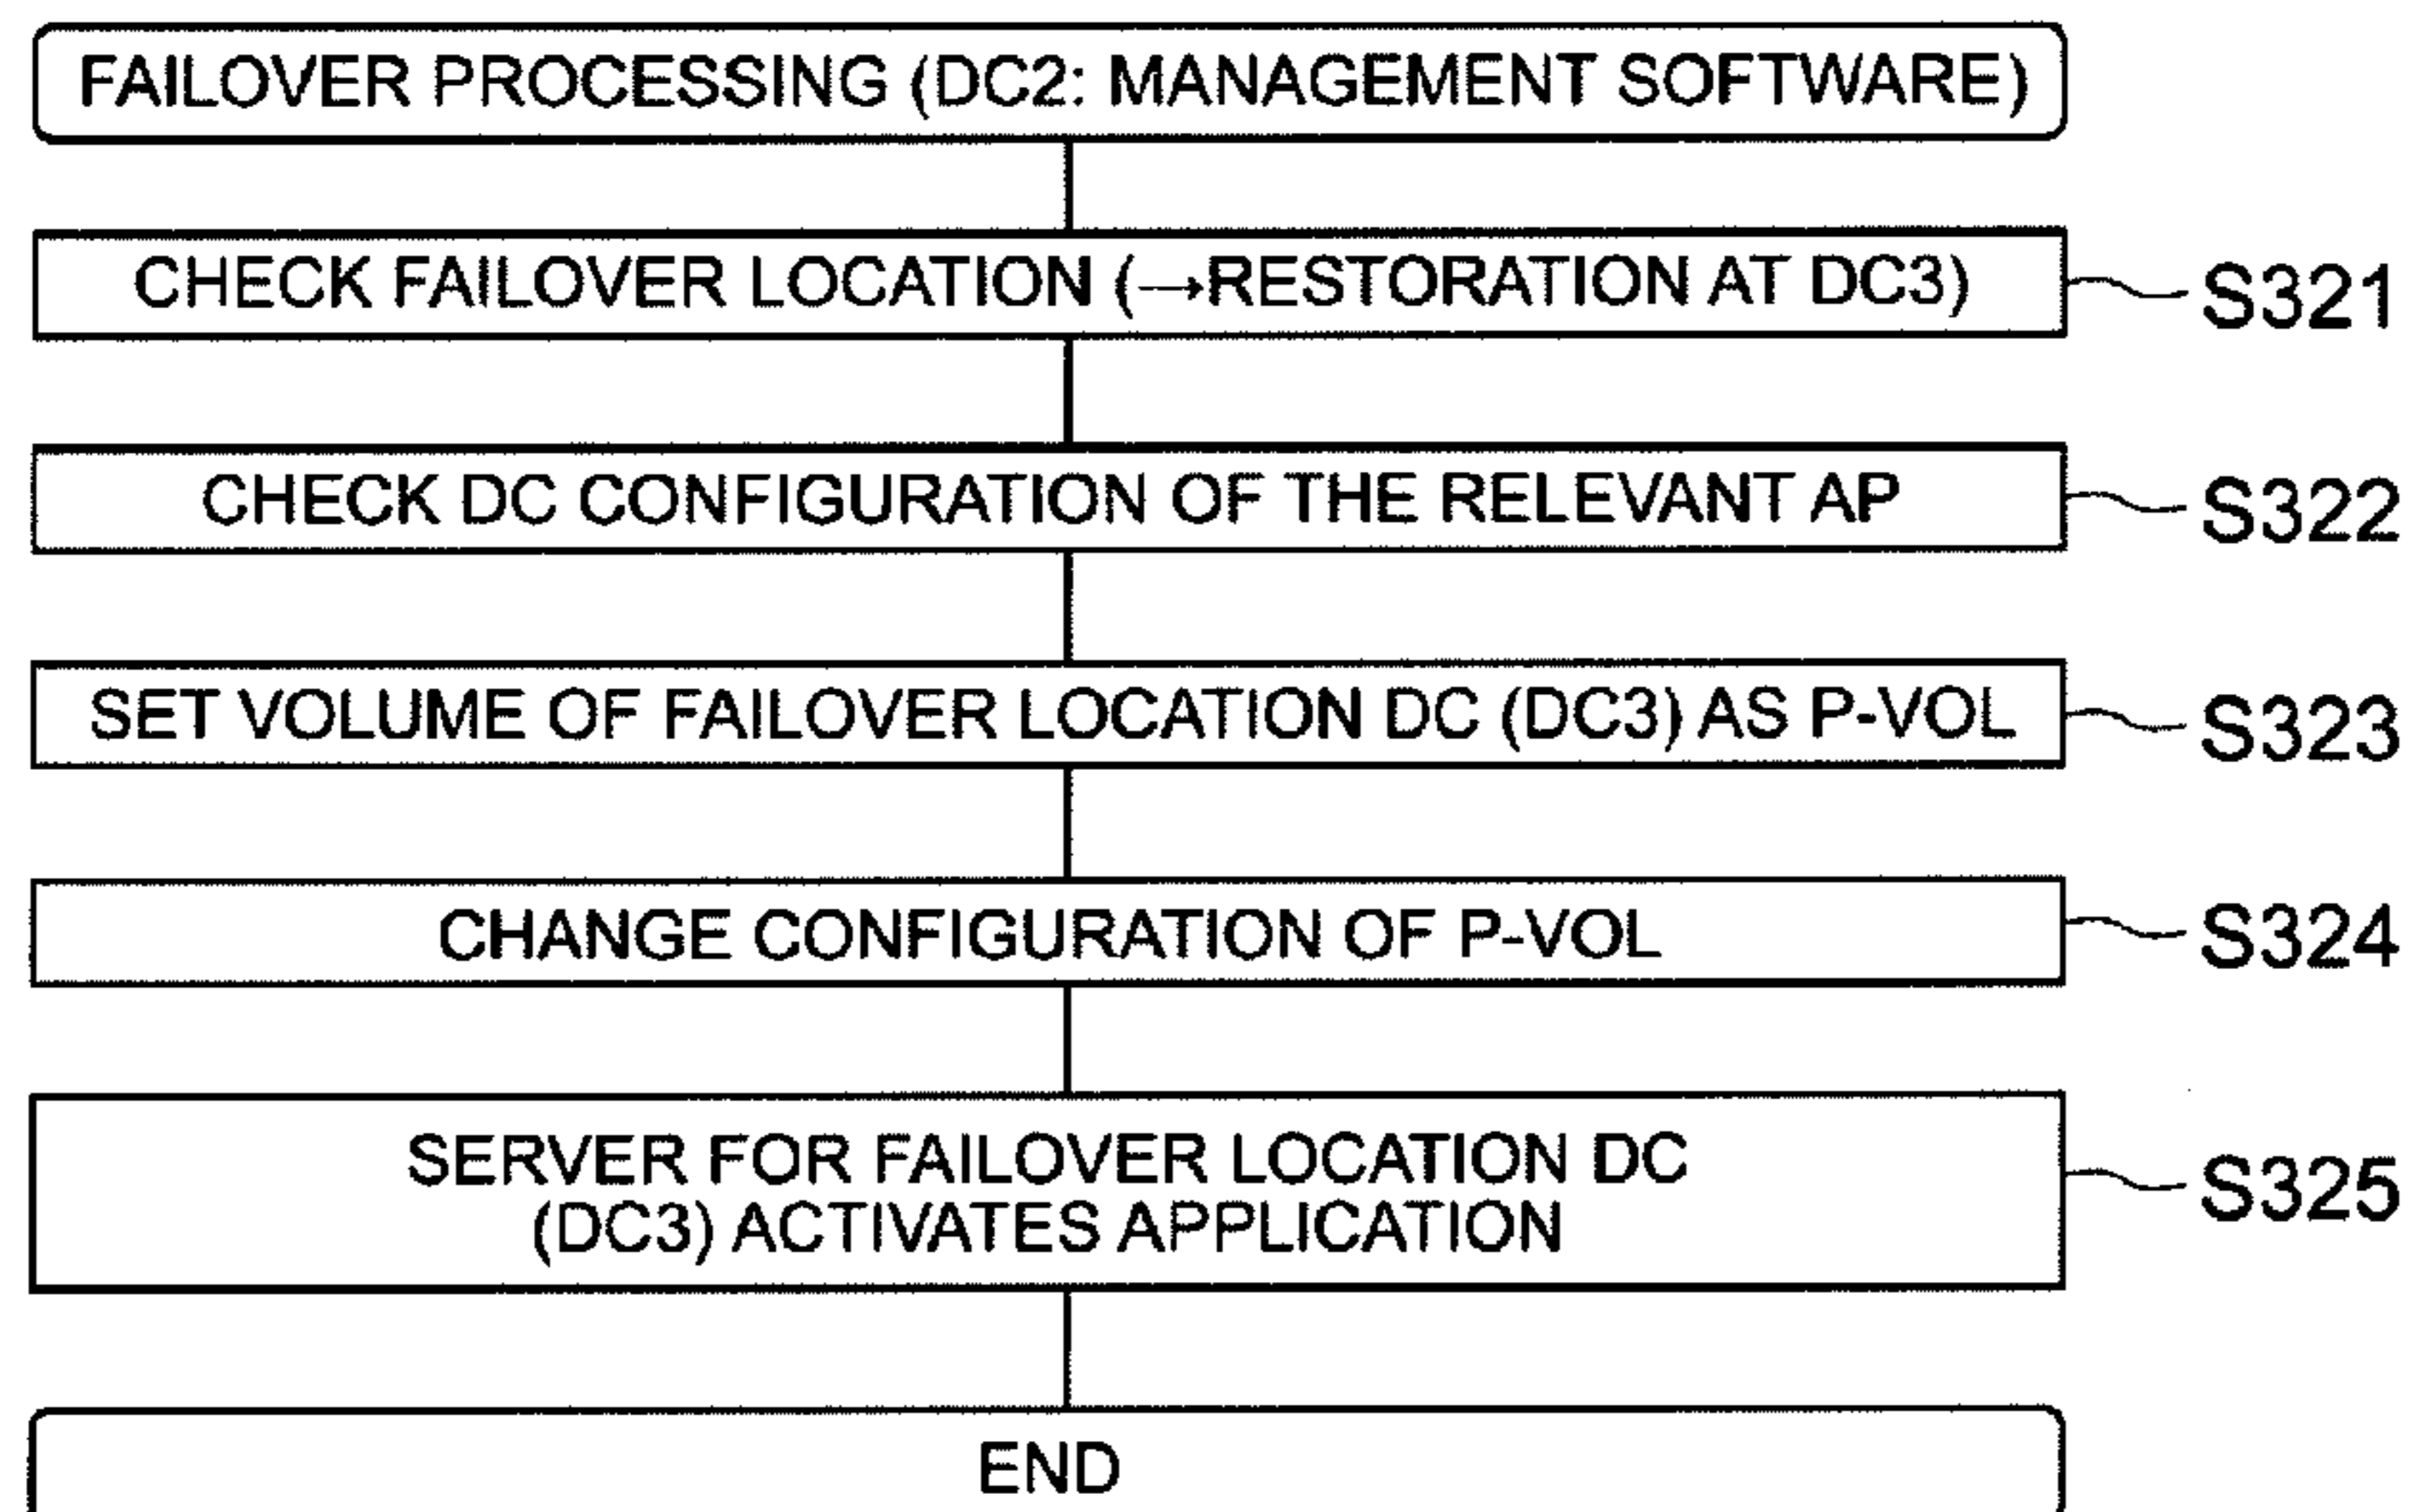 FAILOVER PROCESSING (DC2: MANAGEMENT SOFTWARE)
CHECK FAILOVER LOCATION (→RESTORATION AT DC3)
S321
CHECK DC CONFIGURATION OF THE RELEVANT AP
S322
SET VOLUME OF FAILOVER LOCATION DC (DC3) AS P-VOL
S323
CHANGE CONFIGURATION OF P-VOL
S324
SERVER FOR FAILOVER LOCATION DC
(DC3) ACTIVATES APPLICATION
S325
END